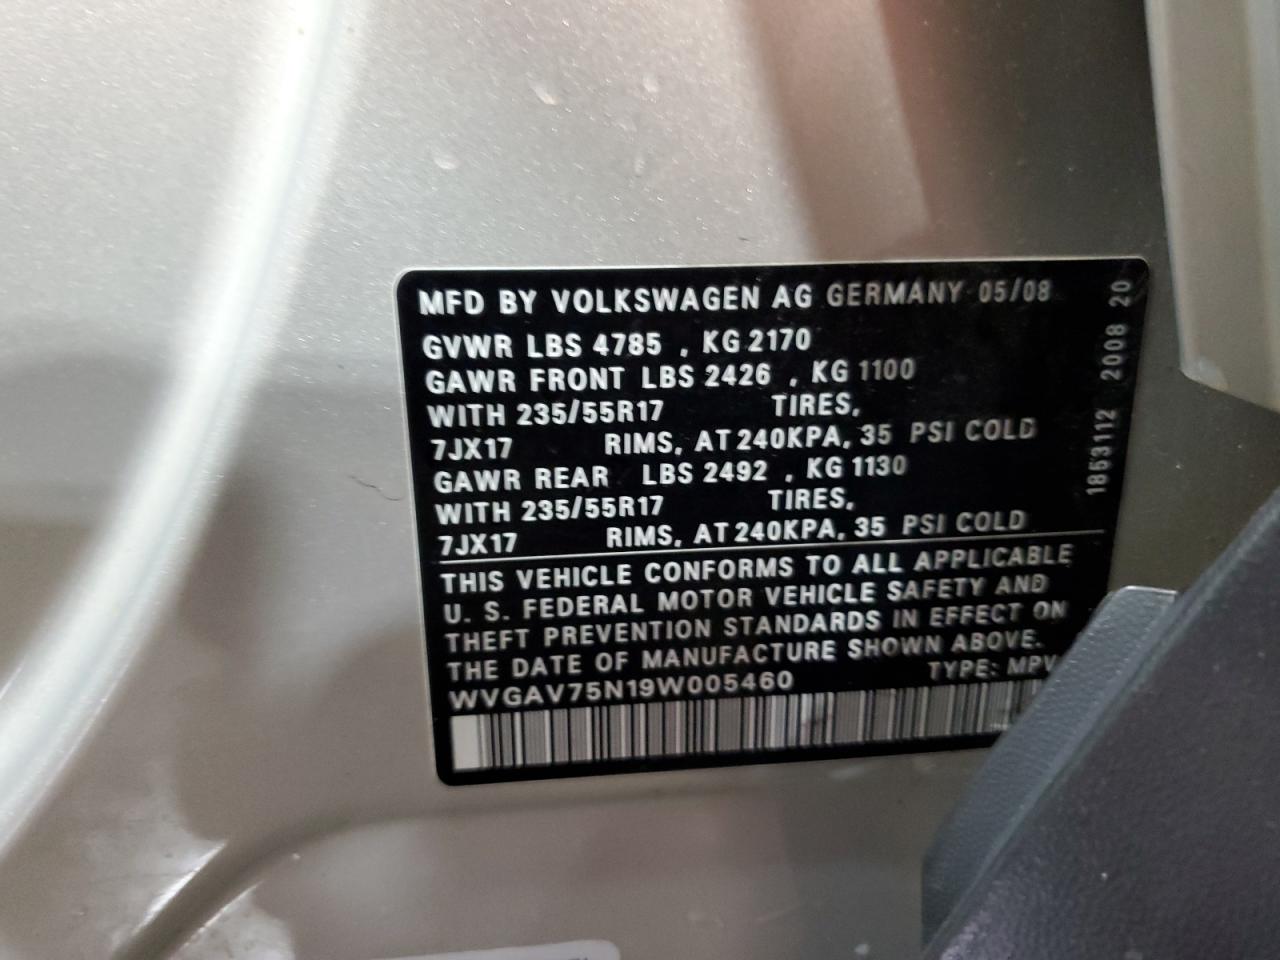 MFD BY VOLKSWAGEN AG GERMANY 05/08
GVWR LBS 4785 , KG 2170
GAWR FRONT LBS 2426 , KG 1100
WITH 235/55R17 TIRES,
7JX17 RIMS, AT 240KPA, 35 PSI COLD
GAWR REAR LBS 2492 , KG 1130
WITH 235/55R17 TIRES,
7JX17 RIMS, AT 240KPA, 35 PSI COLD
THIS VEHICLE CONFORMS TO ALL APPLICABLE
U. S. FEDERAL MOTOR VEHICLE SAFETY AND
THEFT PREVENTION STANDARDS IN EFFECT ON
THE DATE OF MANUFACTURE SHOWN ABOVE.
WVGAV75N19W005460 TYPE: MPV
1853112 2008 20